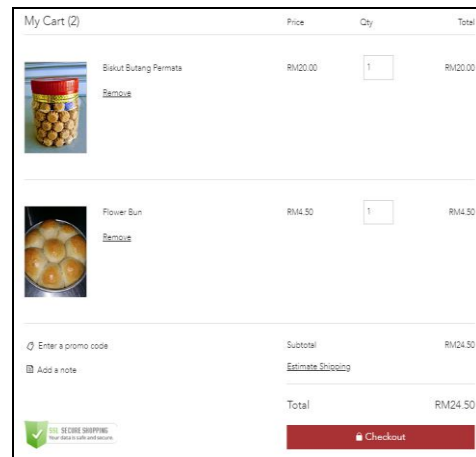 My Cart (2) Price Qty Total
Biskut Butang Permata RM20.00 1 RM20.00
Remove
Flower Bun RM4.50 1 RM4.50
Remove
Enter a promo code Subtotal RM24.50
Add a note Estimate Shipping
Total RM24.50
SSL SECURE SHOPPING
Your data is safe and secure
Checkout